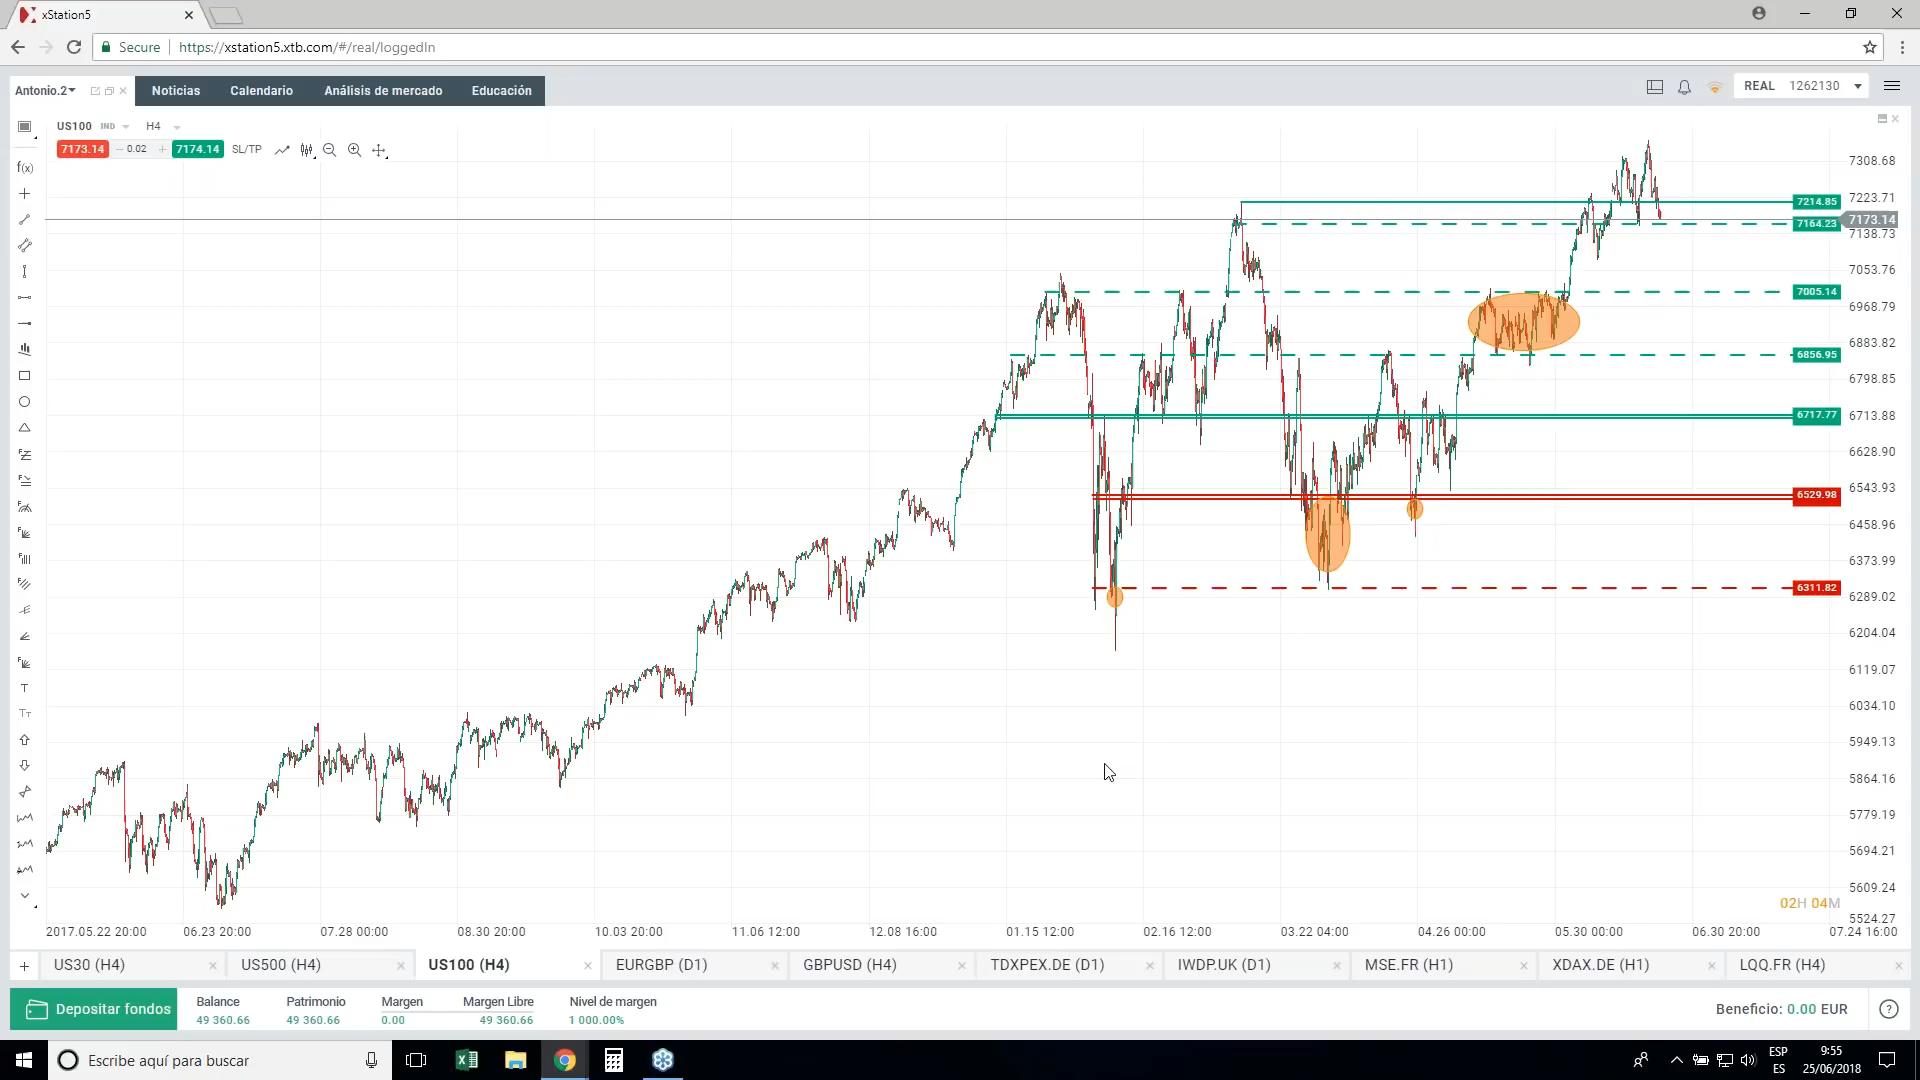 xStation5
Secure https://xstation5.xtb.com/#/real/loggedIn
Antonio.2 Noticias Calendario Análisis de mercado Educación REAL 1262130
US100 IND H4
7173.14 0.02 7174.14 SL/TP
f(x)
7308.68
7223.71
7214.85
7173.14
7164.23
7138.73
7053.76
7005.14
6968.79
6883.82
6856.95
6798.85
6717.77
6713.88
6628.90
6543.93
6529.98
6458.96
6373.99
6311.82
6289.02
6204.04
6119.07
6034.10
5949.13
5864.16
5779.19
5694.21
5609.24
02H 04M
5524.27
2017.05.22 20:00 06.23 20:00 07.28 00:00 08.30 20:00 10.03 20:00 11.06 12:00 12.08 16:00 01.15 12:00 02.16 12:00 03.22 04:00 04.26 00:00 05.30 00:00 06.30 20:00 07.24 16:00
US30 (H4) US500 (H4) US100 (H4) EURGBP (D1) GBPUSD (H4) TDXPEX.DE (D1) IWDP.UK (D1) MSE.FR (H1) XDAX.DE (H1) LQQ.FR (H4)
Depositar fondos Balance Patrimonio Margen Margen Libre Nivel de margen Beneficio: 0.00 EUR
49 360.66 49 360.66 0.00 49 360.66 1 000.00%
Escribe aquí para buscar ESP 9:55
ES 25/06/2018